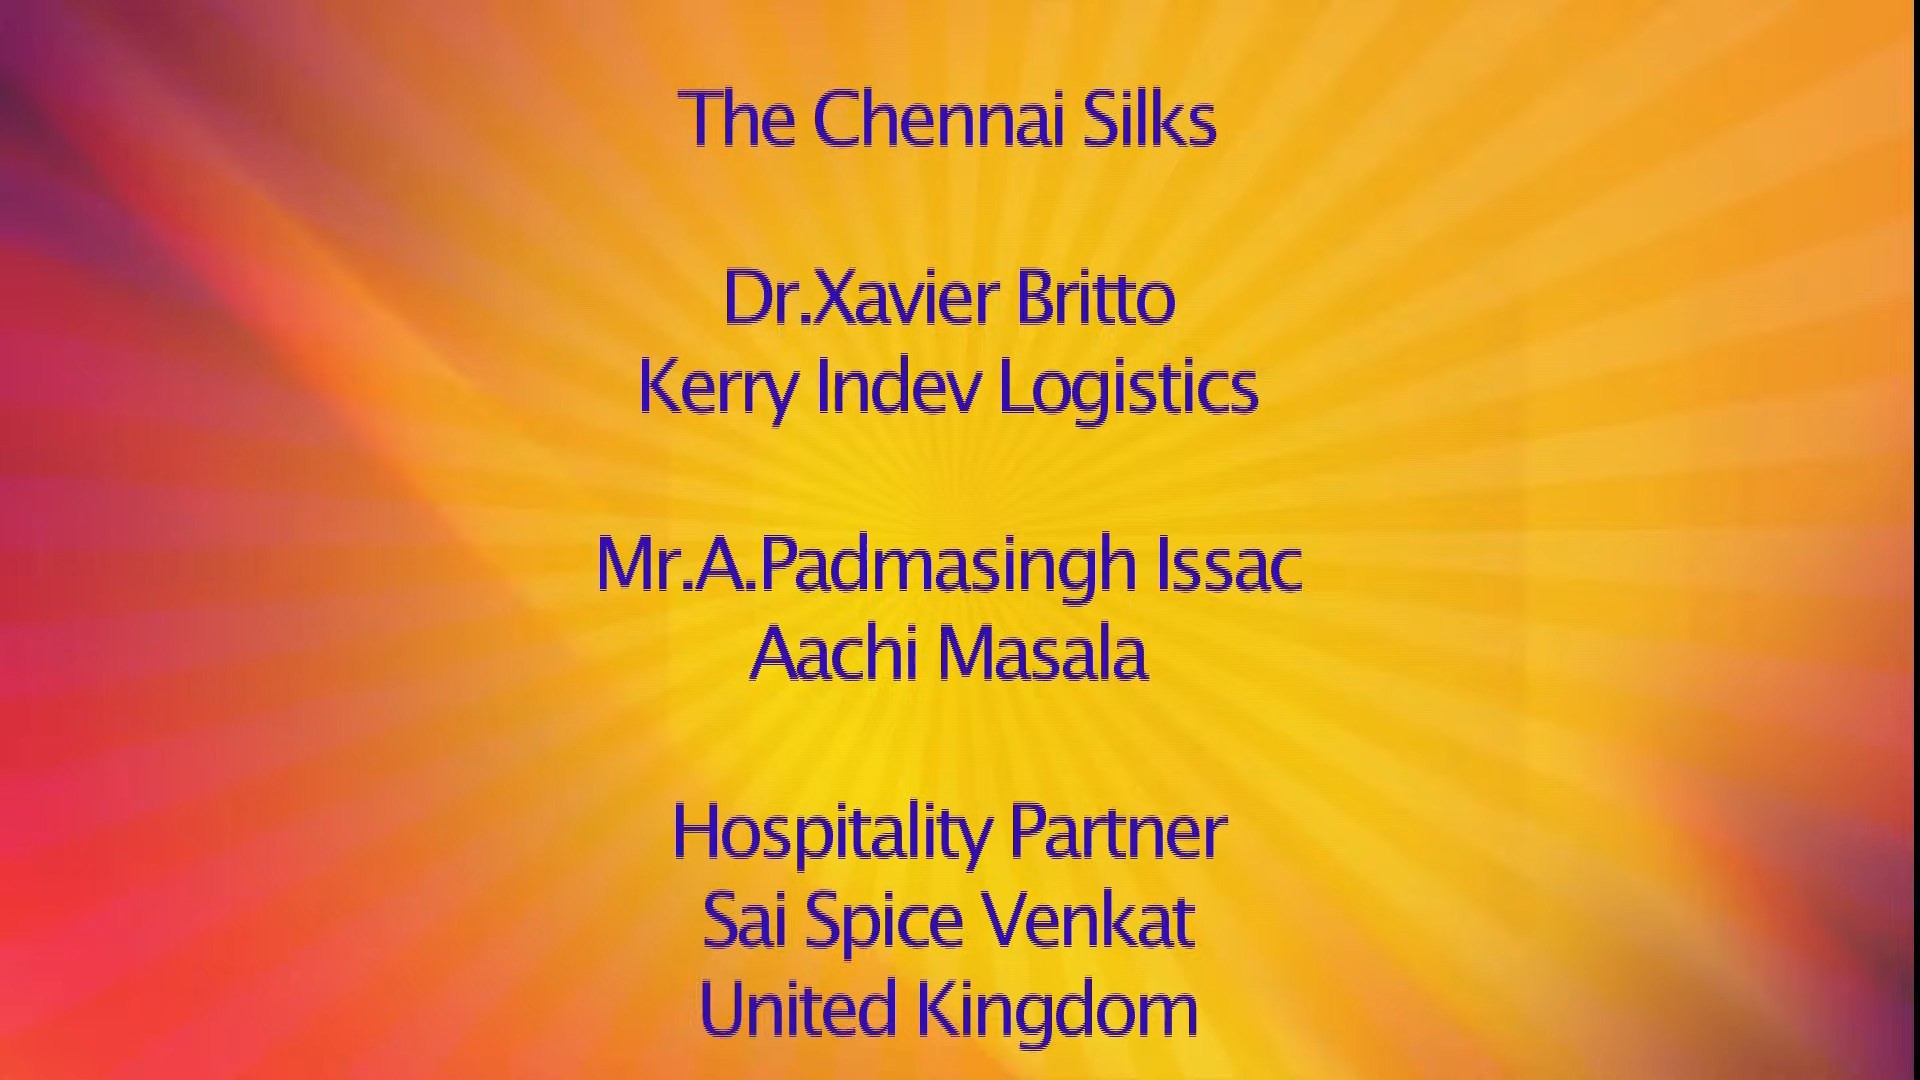 The Chennai Silks
Dr.Xavier Britto
Kerry Indev Logistics
Mr.A.Padmasingh Issac
Aachi Masala
Hospitality Partner
Sai Spice Venkat
United Kingdom